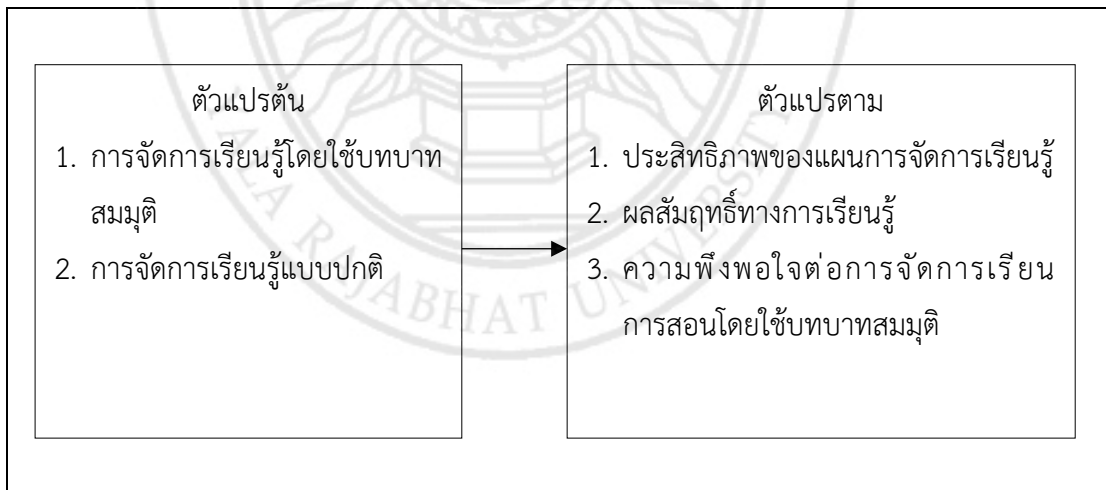 ตัวแปรต้น
1. การจัดการเรียนรู้โดยใช้บทบาท
สมมุติ
2. การจัดการเรียนรู้แบบปกติ
ตัวแปรตาม
1. ประสิทธิภาพของแผนการจัดการเรียนรู้
2. ผลสัมฤทธิ์ทางการเรียนรู้
3. ความพึงพอใจต่อการจัดการเรียน
การสอนโดยใช้บทบาทสมมุติ
YALA RAJABHAT UNIVERSITY